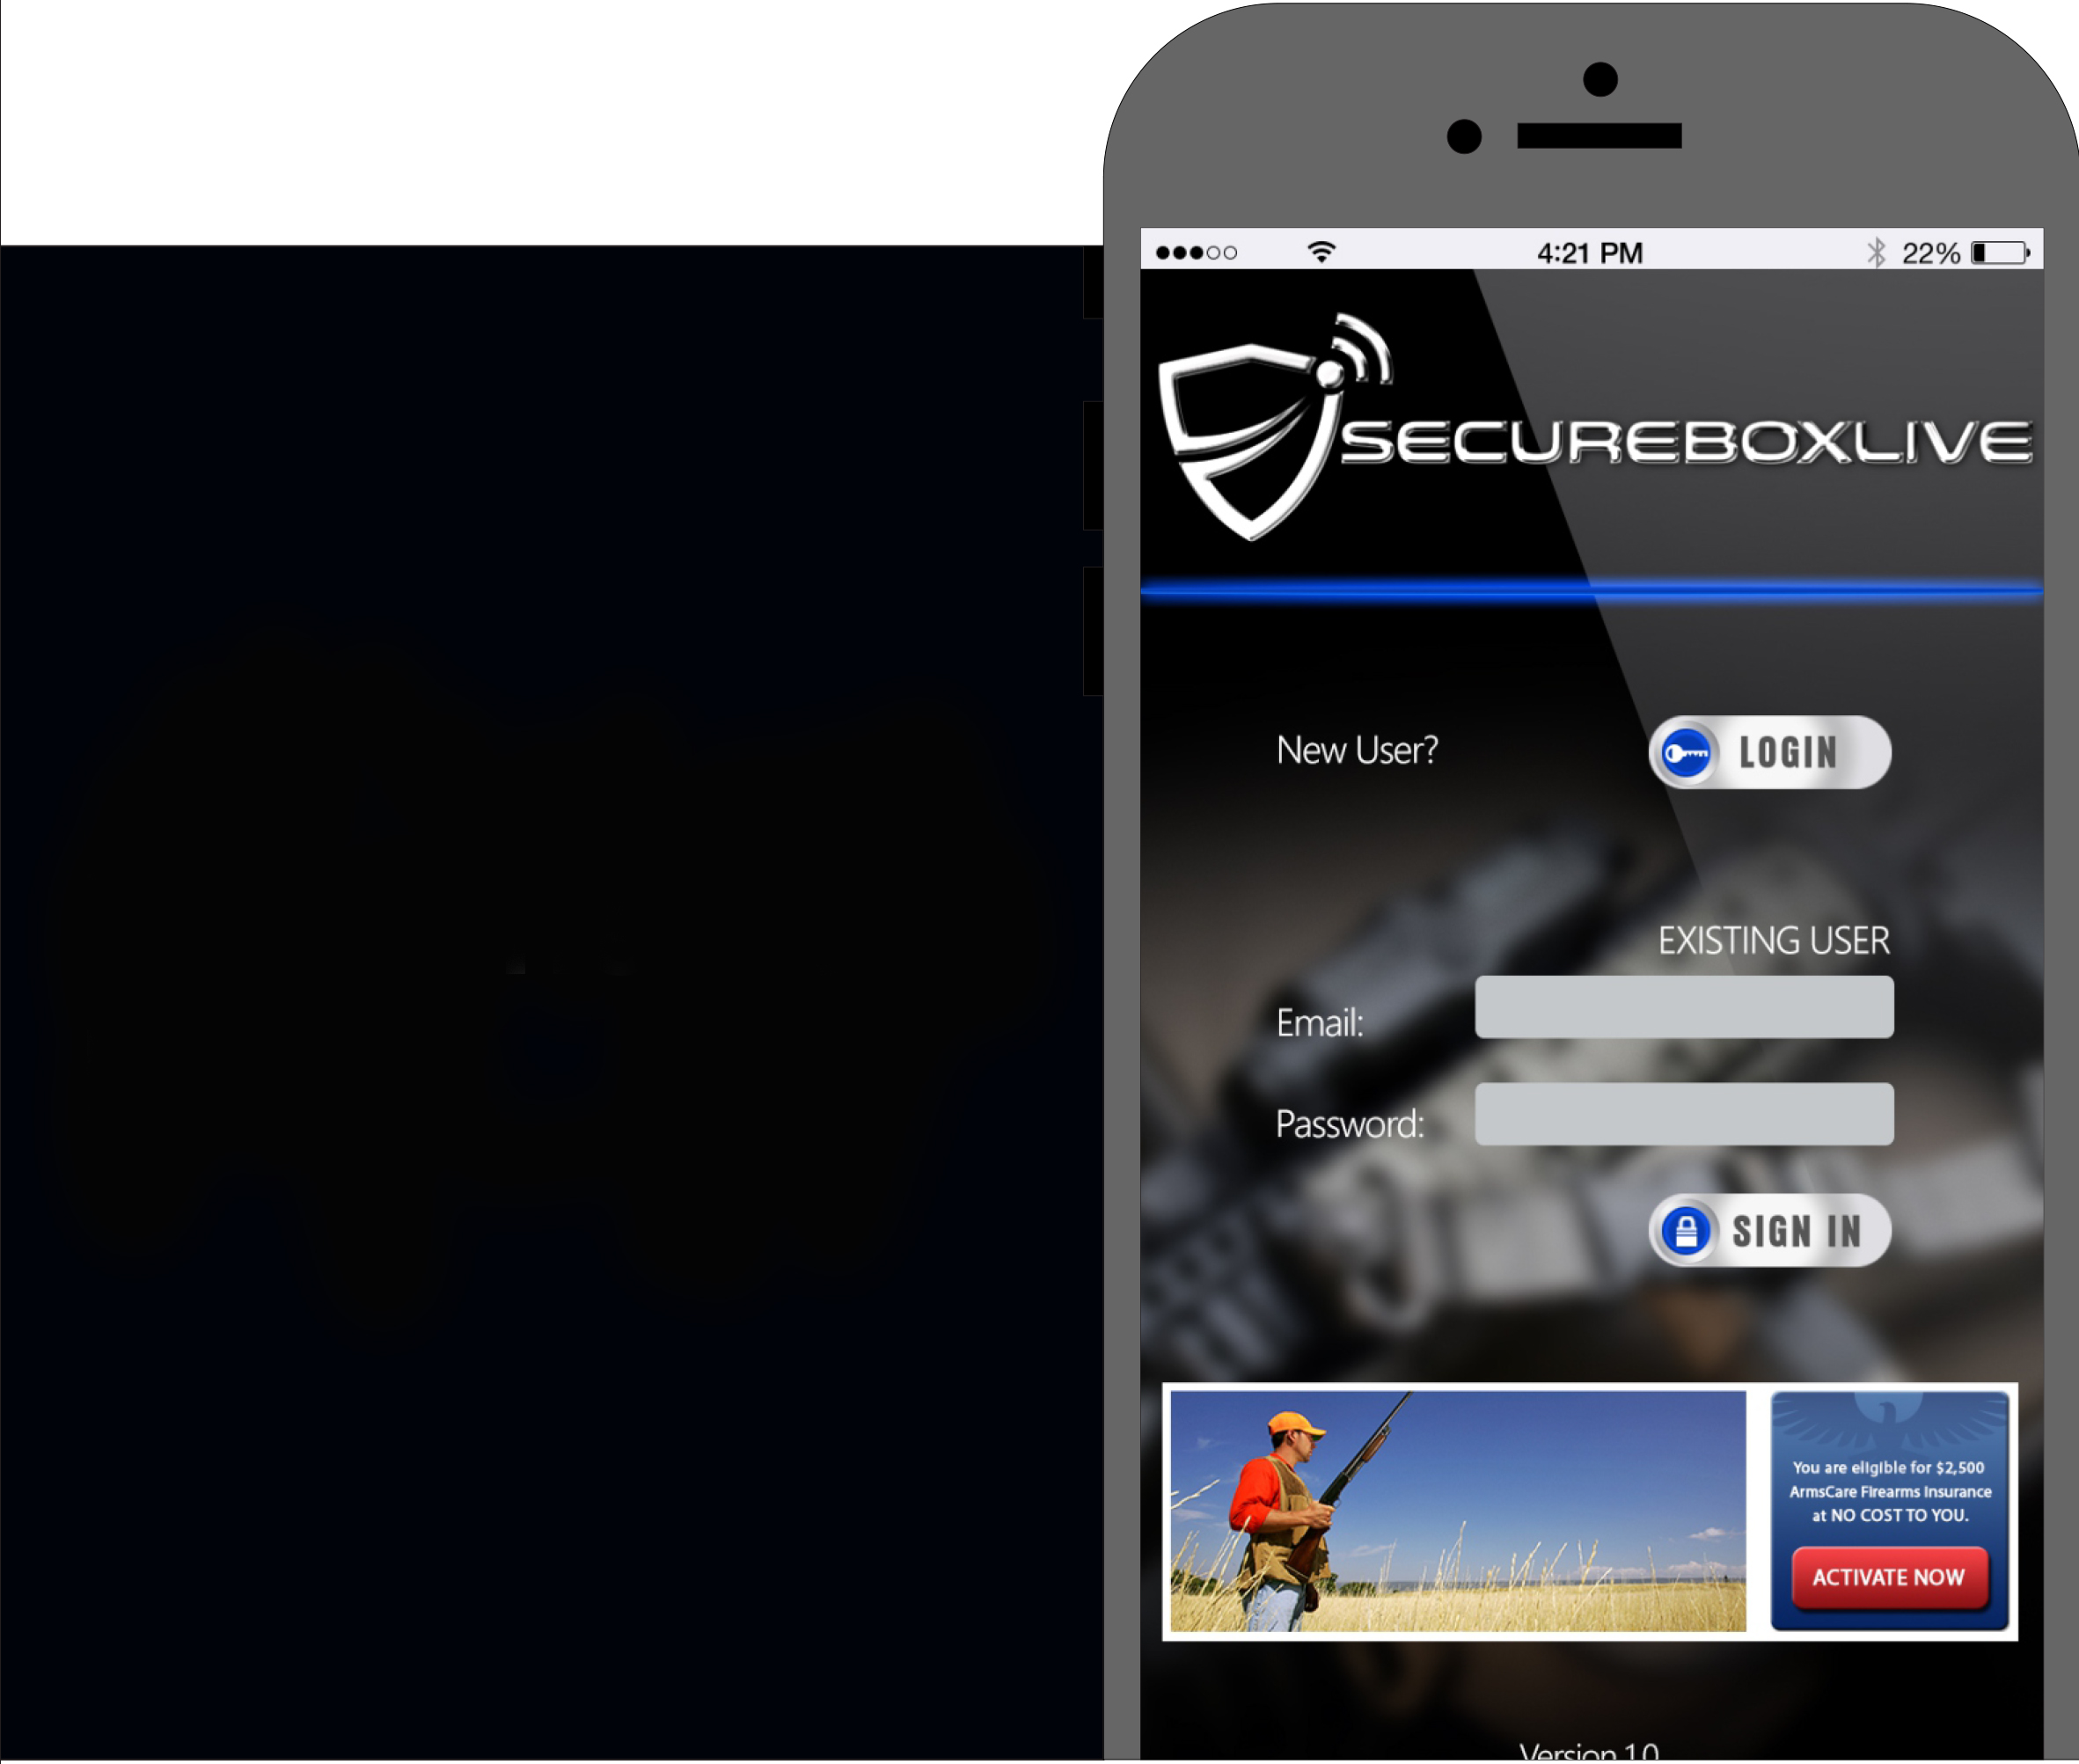 4:21 PM
22%
SECUREBOXLIVE
New User?
LOGIN
EXISTING USER
Email:
Password:
SIGN IN
You are eligible for $2,500
ArmsCare Firearms Insurance
at NO COST TO YOU.
ACTIVATE NOW
Version 1.0